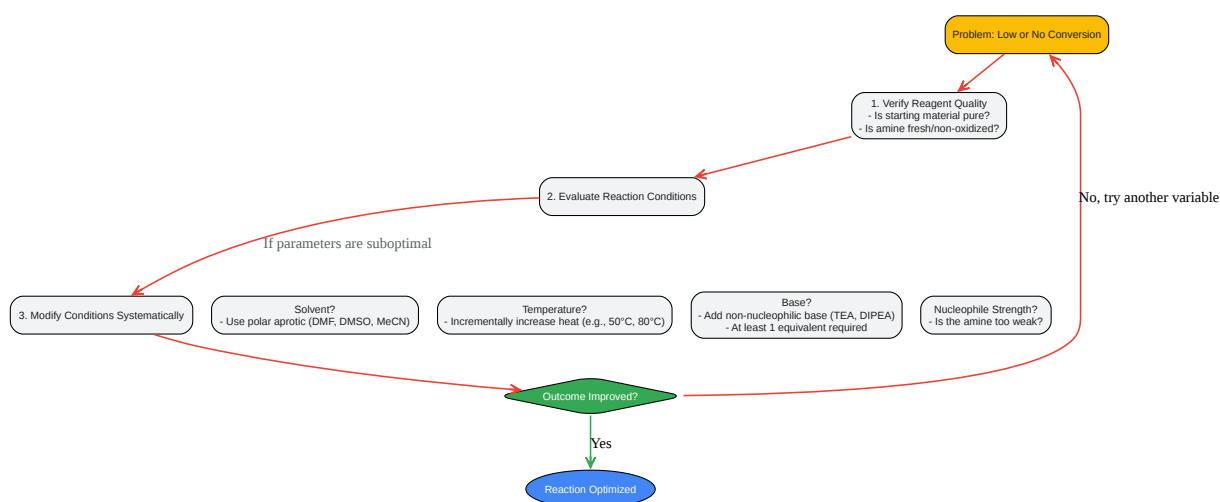 Problem: Low or No Conversion
1. Verify Reagent Quality
- Is starting material pure?
- Is amine fresh/non-oxidized?
2. Evaluate Reaction Conditions
No, try another variable
If parameters are suboptimal
3. Modify Conditions Systematically
Solvent?
- Use polar aprotic (DMF, DMSO, MeCN)
Temperature?
- Incrementally increase heat (e.g., 50°C, 80°C)
Base?
- Add non-nucleophilic base (TEA, DIPEA)
- At least 1 equivalent required
Nucleophile Strength?
- Is the amine too weak?
Outcome Improved?
Yes
Reaction Optimized